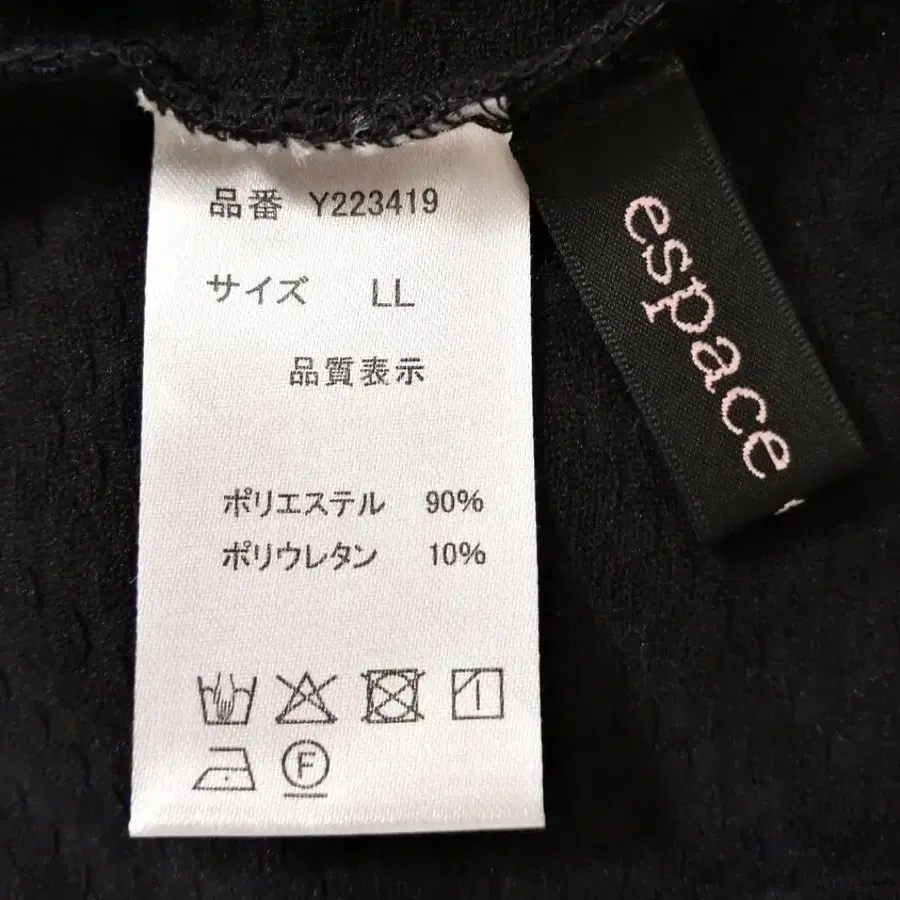 品番 Y223419
サイズ LL
品質表示
ポリエステル 90%
ポリウレタン 10%
F
espace